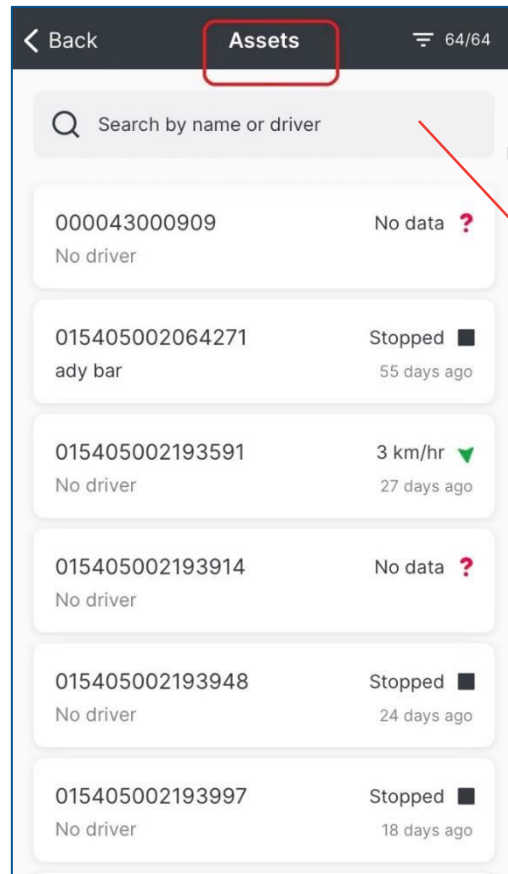 Back Assets 64/64
Search by name or driver
000043000909 No data ?
No driver
015405002064271 Stopped
ady bar 55 days ago
015405002193591 3 km/hr
No driver 27 days ago
015405002193914 No data ?
No driver
015405002193948 Stopped
No driver 24 days ago
015405002193997 Stopped
No driver 18 days ago